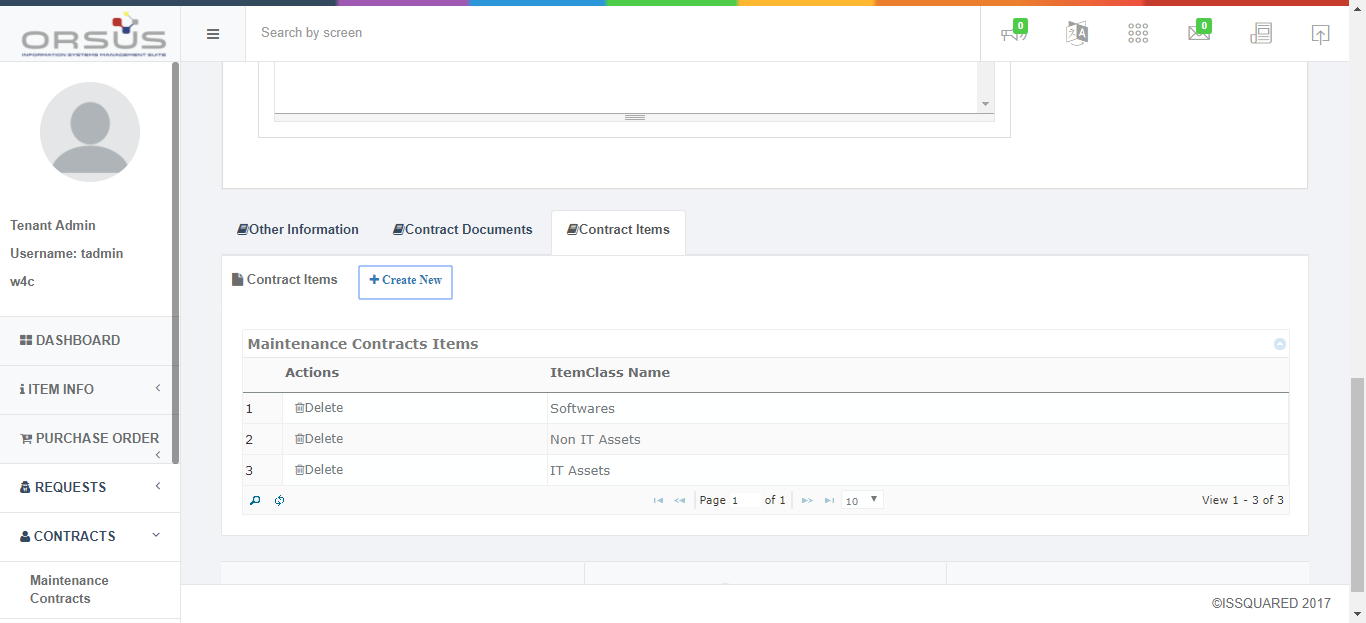 ORSUS
INFORMATION SYSTEMS MANAGEMENT SUITE
Search by screen
0
0
Tenant Admin
Username: tadmin
w4c
DASHBOARD
ITEM INFO
PURCHASE ORDER
REQUESTS
CONTRACTS
Maintenance
Contracts
Other Information
Contract Documents
Contract Items
Contract Items
Create New
Maintenance Contracts Items
Actions ItemClass Name
1 Delete Softwares
2 Delete Non IT Assets
3 Delete IT Assets
Page 1 of 1 10 View 1 - 3 of 3
©ISSQUARED 2017